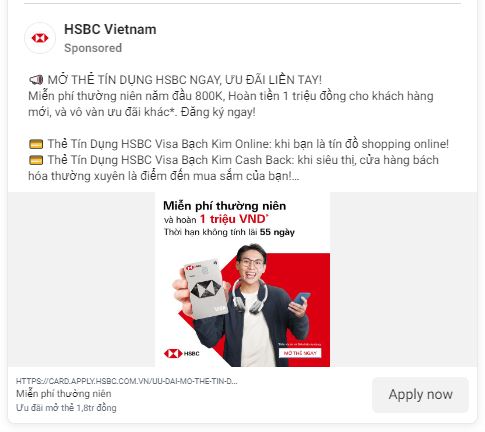 HSBC Vietnam
Sponsored
📢 MỞ THẺ TÍN DỤNG HSBC NGAY, ƯU ĐÃI LIỀN TAY!
Miễn phí thường niên năm đầu 800K, Hoàn tiền 1 triệu đồng cho khách hàng
mới, và vô vàn ưu đãi khác*. Đăng ký ngay!
💳 Thẻ Tín Dụng HSBC Visa Bạch Kim Online: khi bạn là tín đồ shopping online!
💳 Thẻ Tín Dụng HSBC Visa Bạch Kim Cash Back: khi siêu thị, cửa hàng bách
hóa thường xuyên là điểm đến mua sắm của bạn!...
Miễn phí thường niên
và hoàn 1 triệu VND*
Thời hạn không tính lãi 55 ngày
VISA
HSBC
MỞ THẺ NGAY
HTTPS://CARD.APPLY.HSBC.COM.VN/UU-DAI-MO-THE-TIN-D...
Miễn phí thường niên
Ưu đãi mở thẻ 1,8tr đồng
Apply now